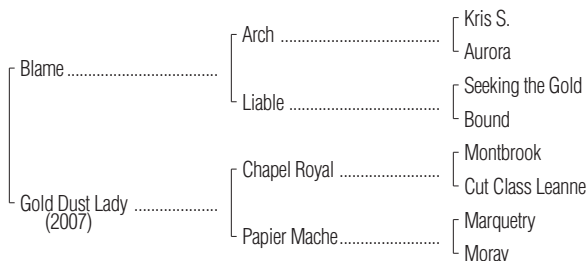 Kris S.
Arch
Aurora
Blame
Seeking the Gold
Liable
Bound
Montbrook
Chapel Royal
Cut Class Leanne
Gold Dust Lady
(2007)
Marquetry
Papier Mache
Moray